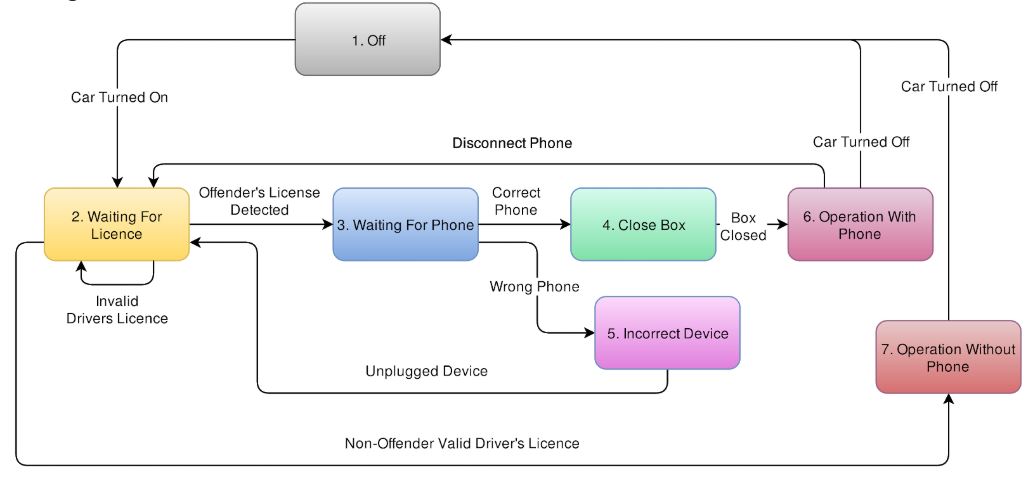 1. Off
Car Turned On
Car Turned Off
Car Turned Off
Disconnect Phone
2. Waiting For
Licence
Offender's License
Detected
3. Waiting For Phone
Correct
Phone
4. Close Box
Box
Closed
6. Operation With
Phone
Invalid
Drivers Licence
Wrong Phone
5. Incorrect Device
7. Operation Without
Phone
Unplugged Device
Non-Offender Valid Driver's Licence